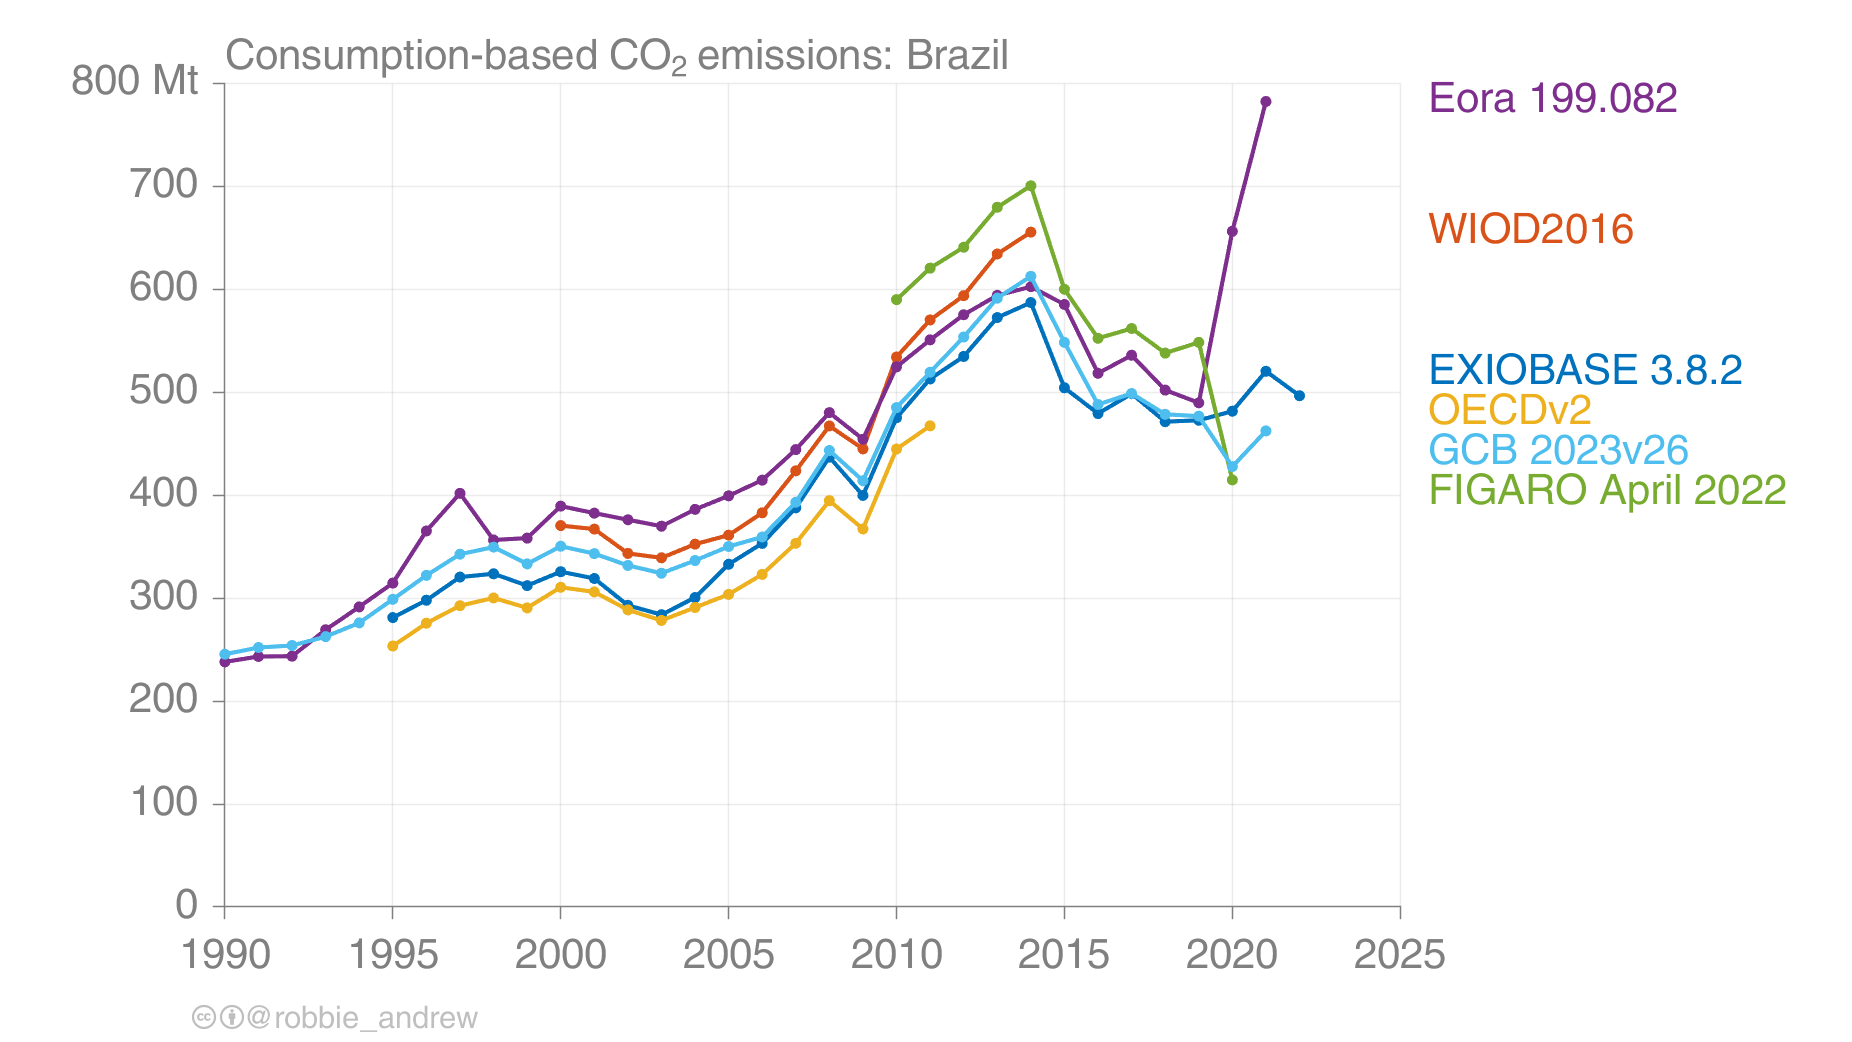 Consumption-based CO₂ emissions: Brazil
800 Mt
700
600
500
400
300
200
100
0
1990 1995 2000 2005 2010 2015 2020 2025
Eora 199.082
WIOD2016
EXIOBASE 3.8.2
OECDv2
GCB 2023v26
FIGARO April 2022
cc @robbie_andrew